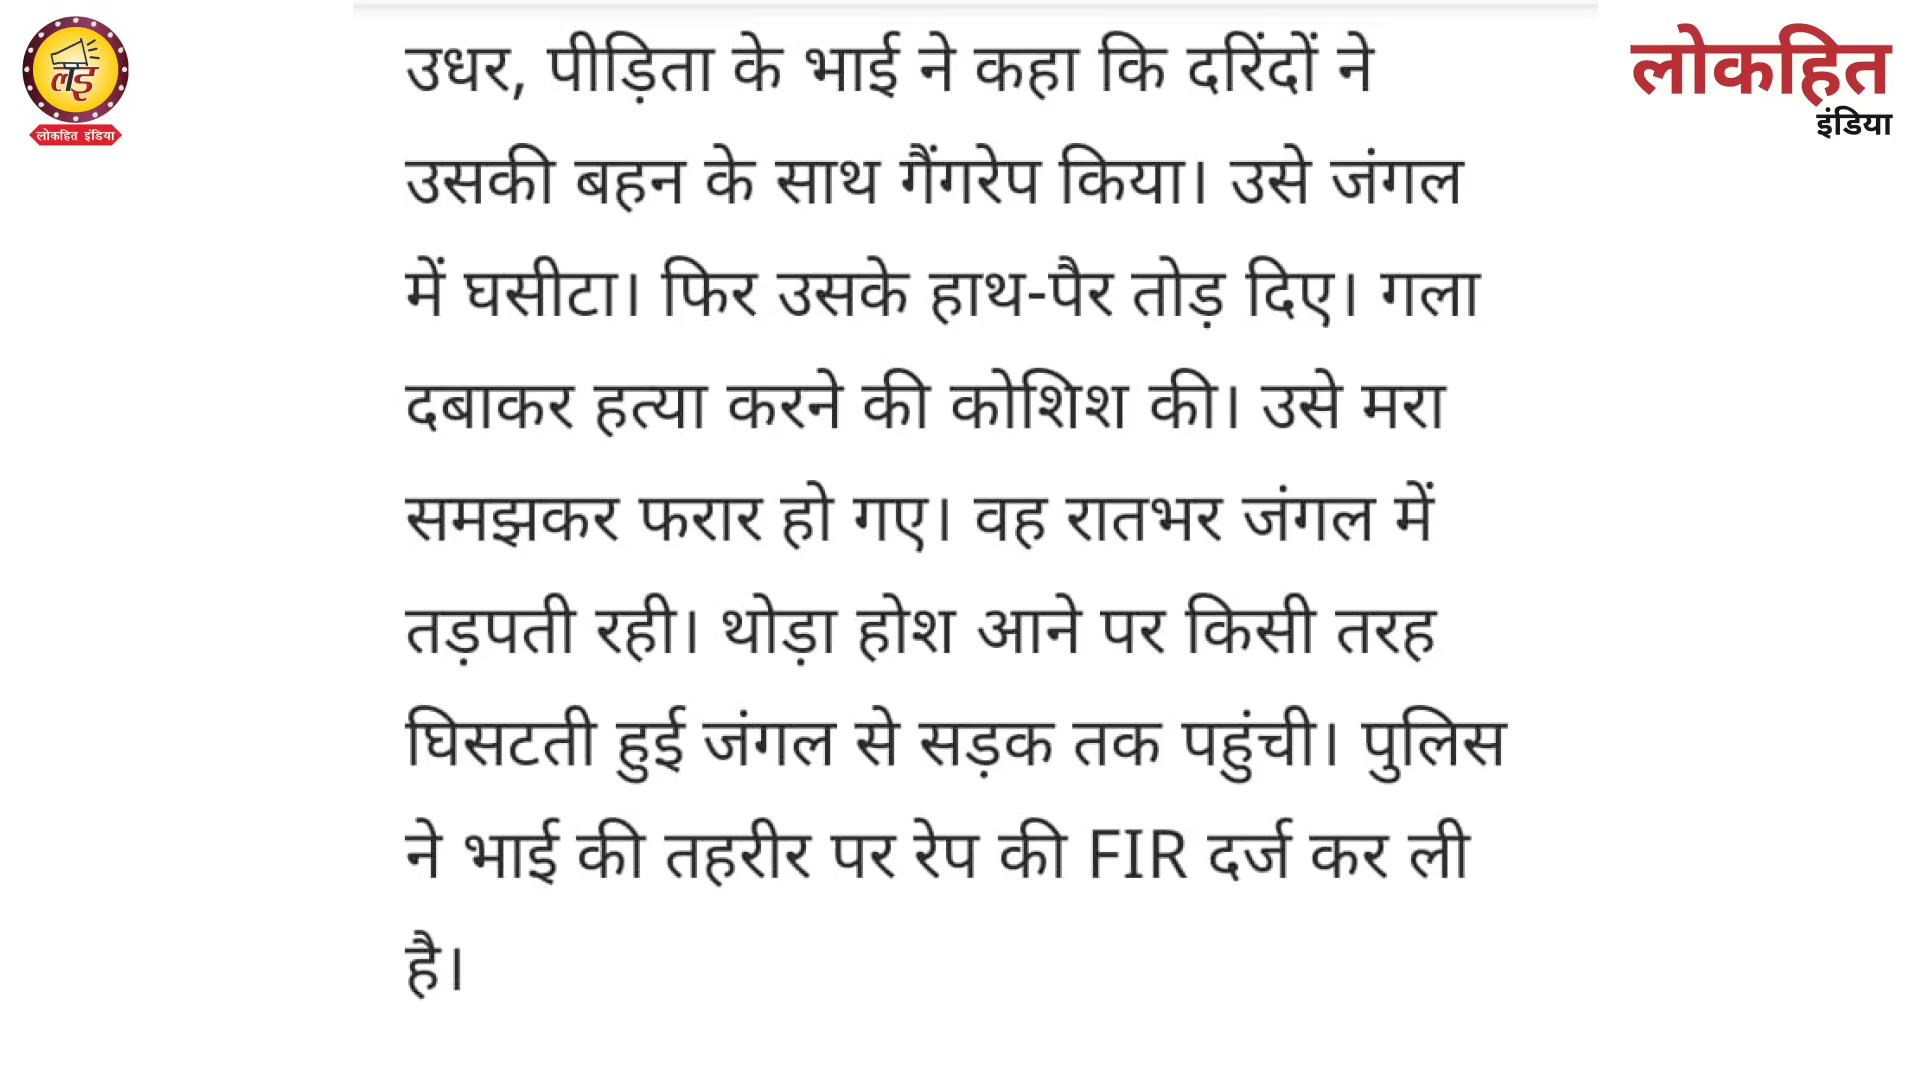 लइ
लोकहित इंडिया
लोकहित
इंडिया
उधर, पीड़िता के भाई ने कहा कि दरिंदों ने
उसकी बहन के साथ गैंगरेप किया। उसे जंगल
में घसीटा। फिर उसके हाथ-पैर तोड़ दिए। गला
दबाकर हत्या करने की कोशिश की। उसे मरा
समझकर फरार हो गए। वह रातभर जंगल में
तड़पती रही। थोड़ा होश आने पर किसी तरह
घिसटती हुई जंगल से सड़क तक पहुंची। पुलिस
ने भाई की तहरीर पर रेप की FIR दर्ज कर ली
है।